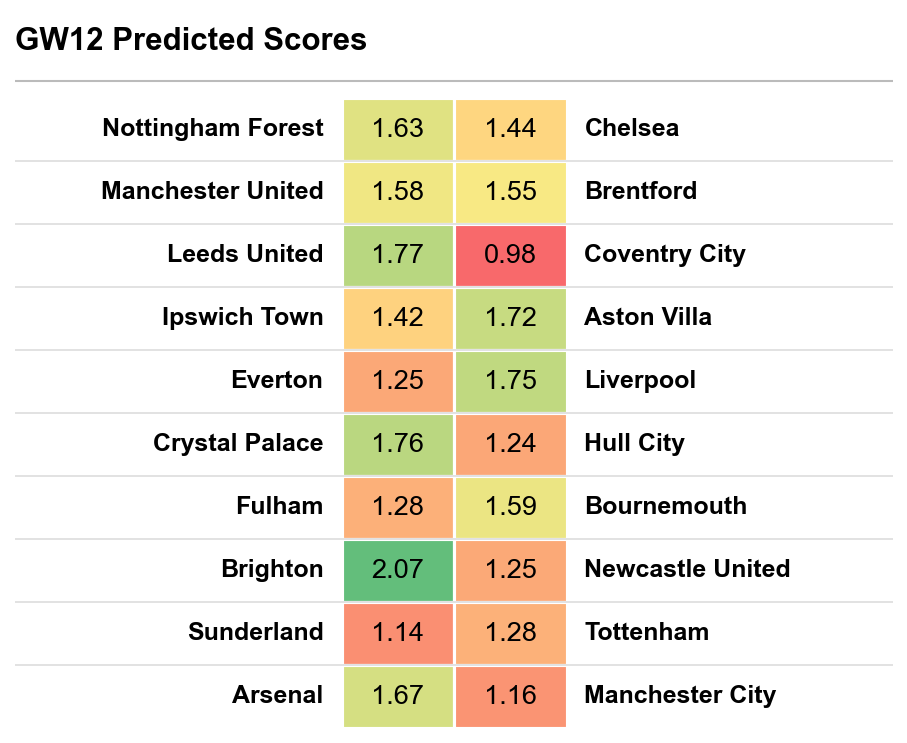 GW12 Predicted Scores
Nottingham Forest 1.63 1.44 Chelsea
Manchester United 1.58 1.55 Brentford
Leeds United 1.77 0.98 Coventry City
Ipswich Town 1.42 1.72 Aston Villa
Everton 1.25 1.75 Liverpool
Crystal Palace 1.76 1.24 Hull City
Fulham 1.28 1.59 Bournemouth
Brighton 2.07 1.25 Newcastle United
Sunderland 1.14 1.28 Tottenham
Arsenal 1.67 1.16 Manchester City